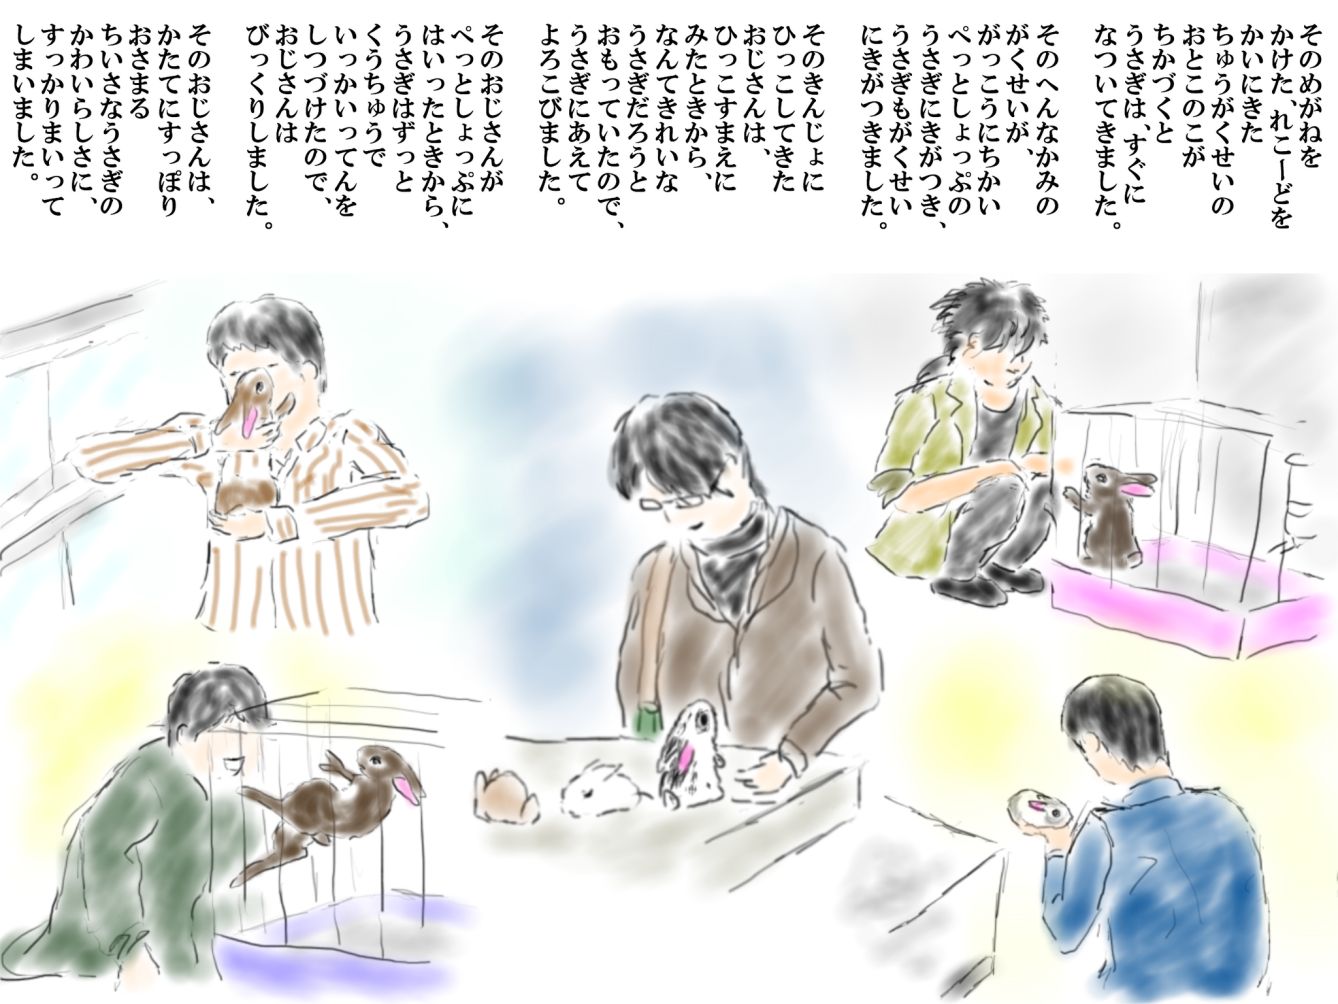 そのめがねを
かけた、れこーどを
かいにきた
ちゅうがくせいの
おとこのこが
ちかづくと
うさぎは、すぐに
なついてきました。
そのへんなかみの
がくせいが、
がっこうにちかい
ぺっとしょっぷの
うさぎにきがつき、
うさぎもがくせい
にきがつきました。
そのきんじょに
ひっこしてきた
おじさんは、
ひっこすまえに
みたときから、
なんてきれいな
うさぎだろうと
おもっていたので、
うさぎにあえて
よろこびました。
そのおじさんが
ぺっとしょっぷに
はいったときから、
うさぎはずっと
くうちゅうで
いっかいってんを
しつづけたので、
おじさんは
びっくりしました。
そのおじさんは、
かたてにすっぽり
おさまる
ちいさなうさぎの
かわいらしさに、
すっかりまいって
しまいました。